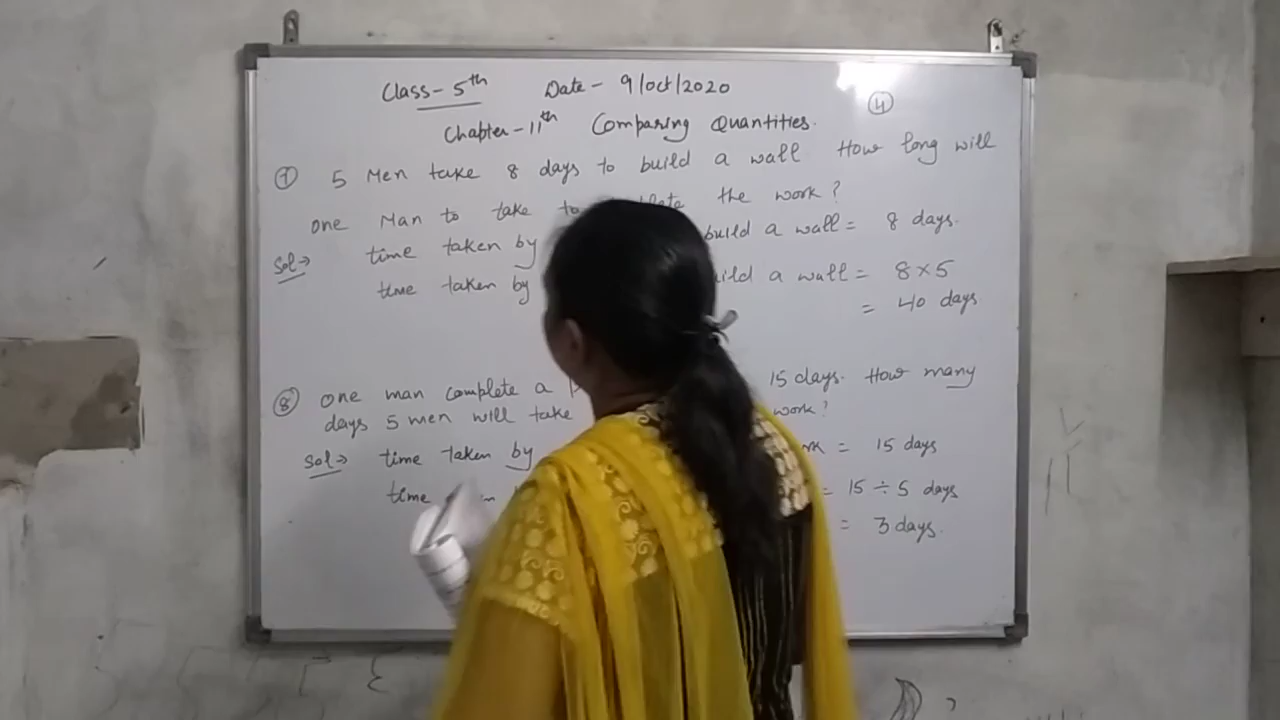 Class- 5th Date - 9/oct/2020
④
Chapter-11th Comparing Quantities.
⑦ 5 Men take 8 days to build a wall How long will
one Man to take to the work?
Sol→ time taken by build a wall = 8 days.
time taken by a wall = 8×5
= 40 days
⑧ one man complete a 15 days. How many
days 5 men will take work?
Sol→ time taken by = 15 days
time = 15 ÷ 5 days
= 3 days.